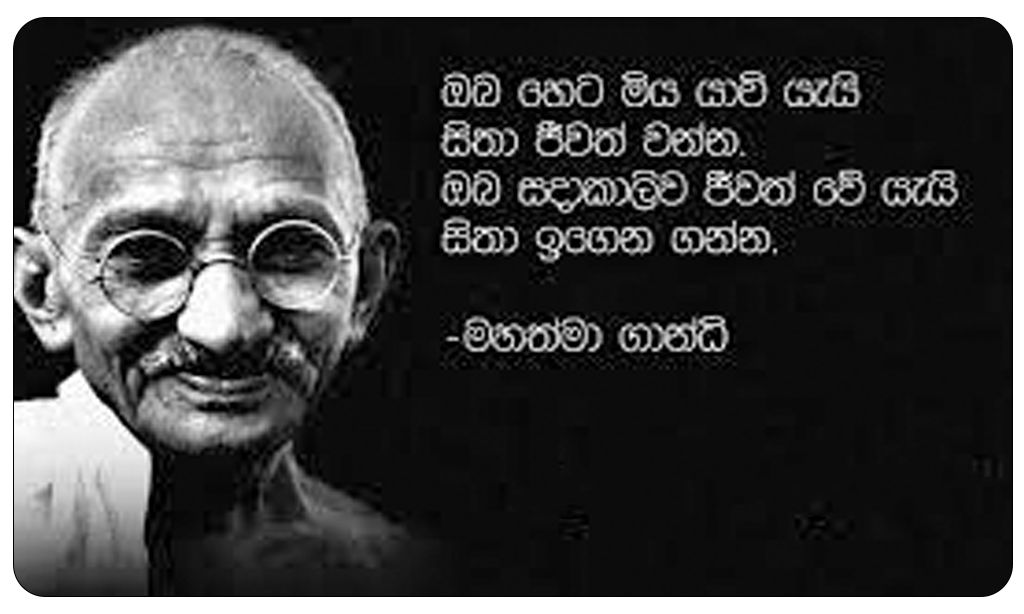 ඔබ හෙට මිය යාවි යැයි
සිතා ජීවත් වන්න.
ඔබ සදාකාලිව ජීවත් වේ යැයි
සිතා ඉගෙන ගන්න.
-මහත්මා ගාන්ධි